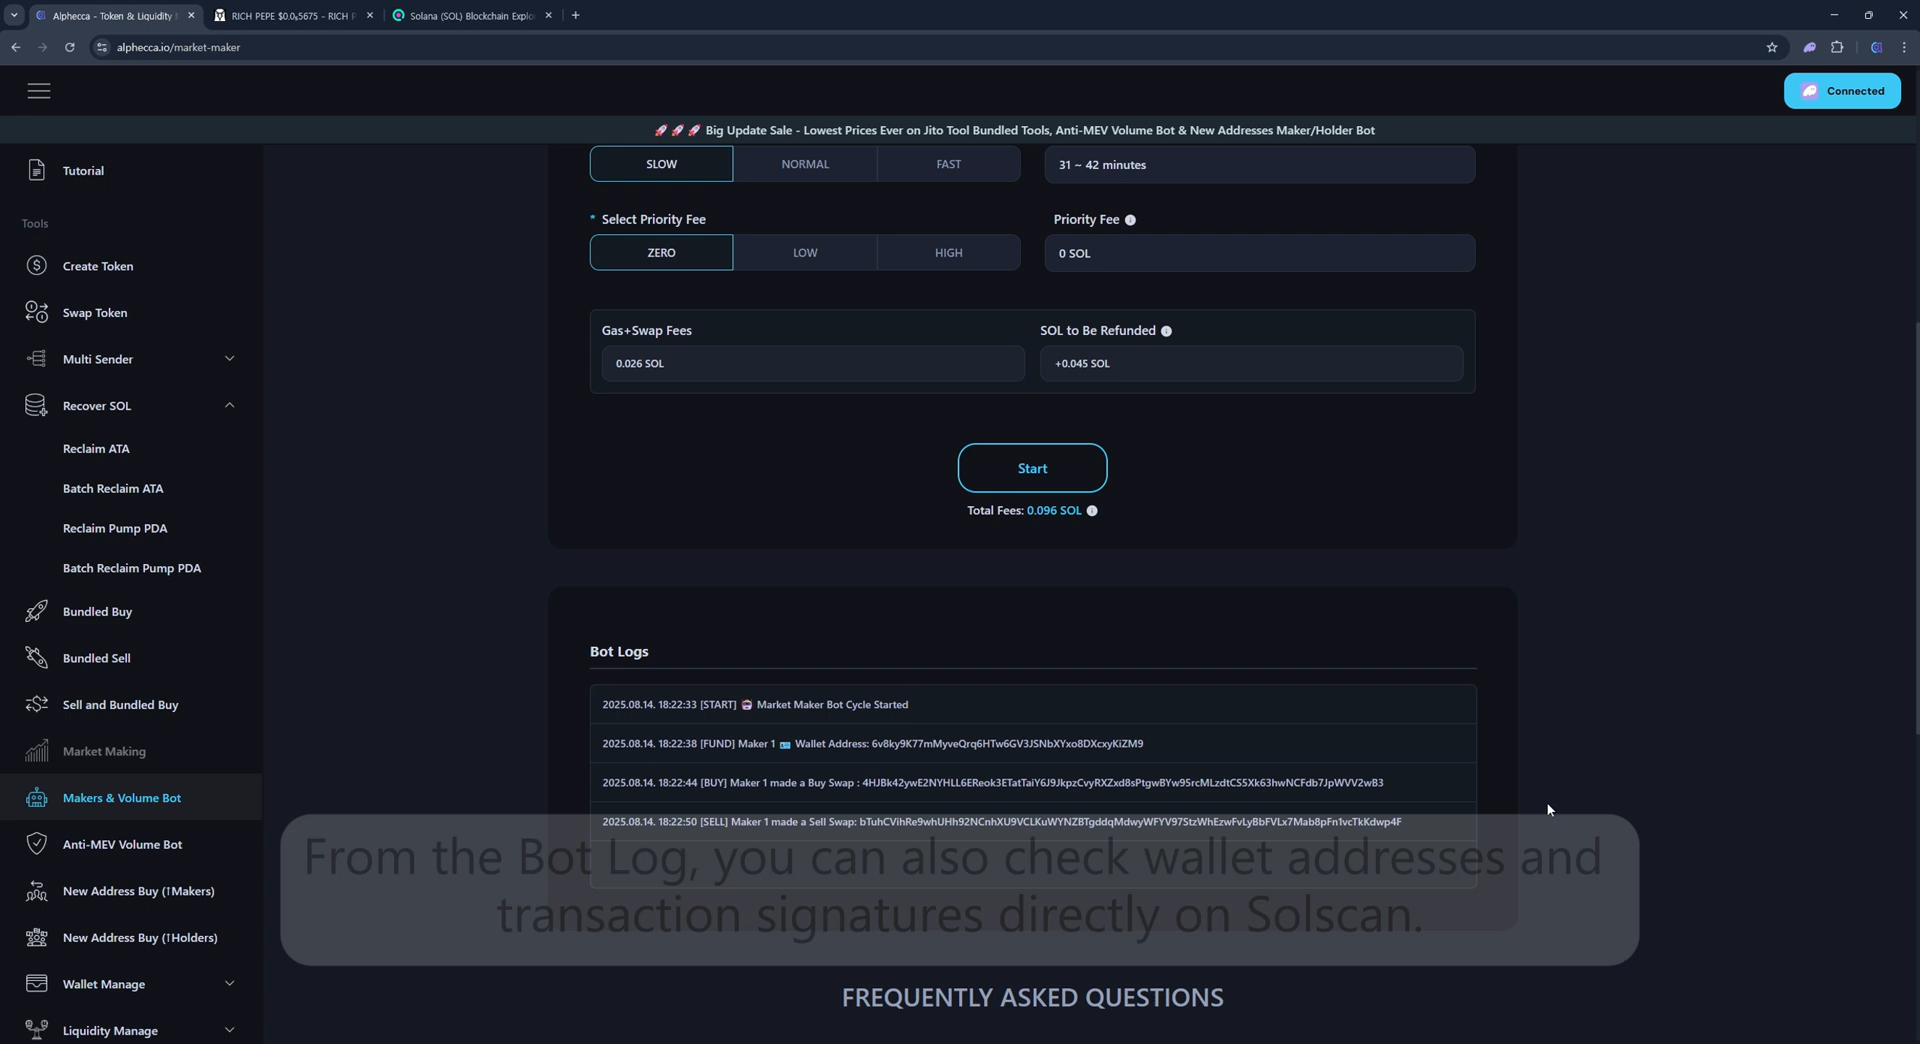 Alphecca - Token & Liquidity
RICH PEPE $0.0₅5675 - RICH P
Solana (SOL) Blockchain Explo
alphecca.io/market-maker
Connected
🚀 🚀 🚀 Big Update Sale - Lowest Prices Ever on Jito Tool Bundled Tools, Anti-MEV Volume Bot & New Addresses Maker/Holder Bot
Tutorial
Tools
Create Token
Swap Token
Multi Sender
Recover SOL
Reclaim ATA
Batch Reclaim ATA
Reclaim Pump PDA
Batch Reclaim Pump PDA
Bundled Buy
Bundled Sell
Sell and Bundled Buy
Market Making
Makers & Volume Bot
Anti-MEV Volume Bot
New Address Buy (↑Makers)
New Address Buy (↑Holders)
Wallet Manage
Liquidity Manage
SLOW NORMAL FAST
31 ~ 42 minutes
* Select Priority Fee
Priority Fee
ZERO LOW HIGH
0 SOL
Gas+Swap Fees
SOL to Be Refunded
0.026 SOL
+0.045 SOL
Start
Total Fees: 0.096 SOL
Bot Logs
2025.08.14. 18:22:33 [START] Market Maker Bot Cycle Started
2025.08.14. 18:22:38 [FUND] Maker 1 Wallet Address: 6v8ky9K77mMyveQrq6HTw6GV3JSNbXYxo8DXcxyKiZM9
2025.08.14. 18:22:44 [BUY] Maker 1 made a Buy Swap : 4HJBk42ywE2NYHLL6EReok3ETatTaiY6J9JkpzCvyRXZxd8sPtgwBYw95rcMLzdtCS5Xk63hwNCFdb7JpWVV2wB3
2025.08.14. 18:22:50 [SELL] Maker 1 made a Sell Swap: bTuhCVihRe9whUHh92NCnhXU9VCLKuWYNZBTgddqMdwyWFYV97StzWhEzwFvLyBbFVLx7Mab8pFn1vcTkKdwp4F
From the Bot Log, you can also check wallet addresses and
transaction signatures directly on Solscan.
FREQUENTLY ASKED QUESTIONS